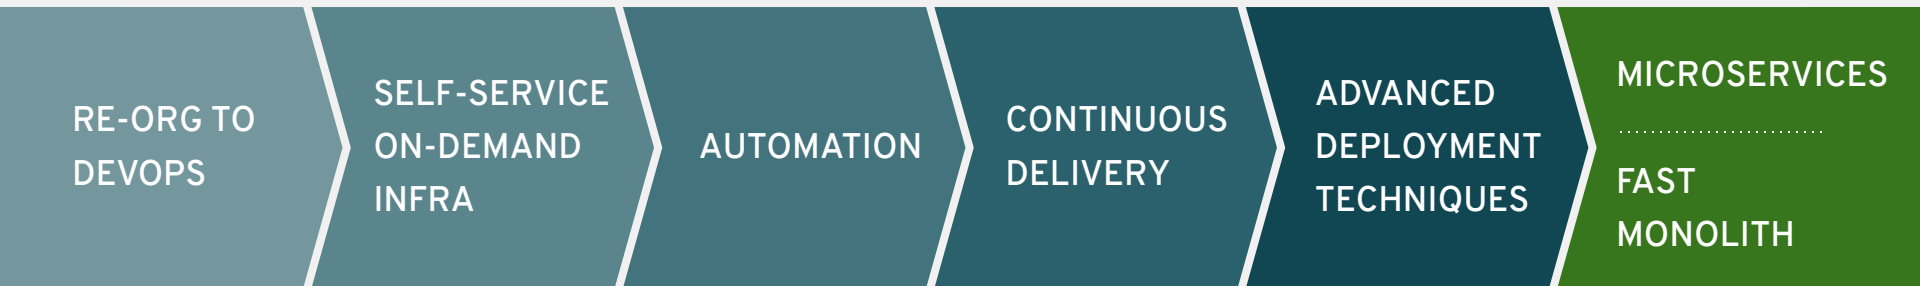 RE-ORG TO
DEVOPS
SELF-SERVICE
ON-DEMAND
INFRA
AUTOMATION
CONTINUOUS
DELIVERY
ADVANCED
DEPLOYMENT
TECHNIQUES
MICROSERVICES
FAST
MONOLITH